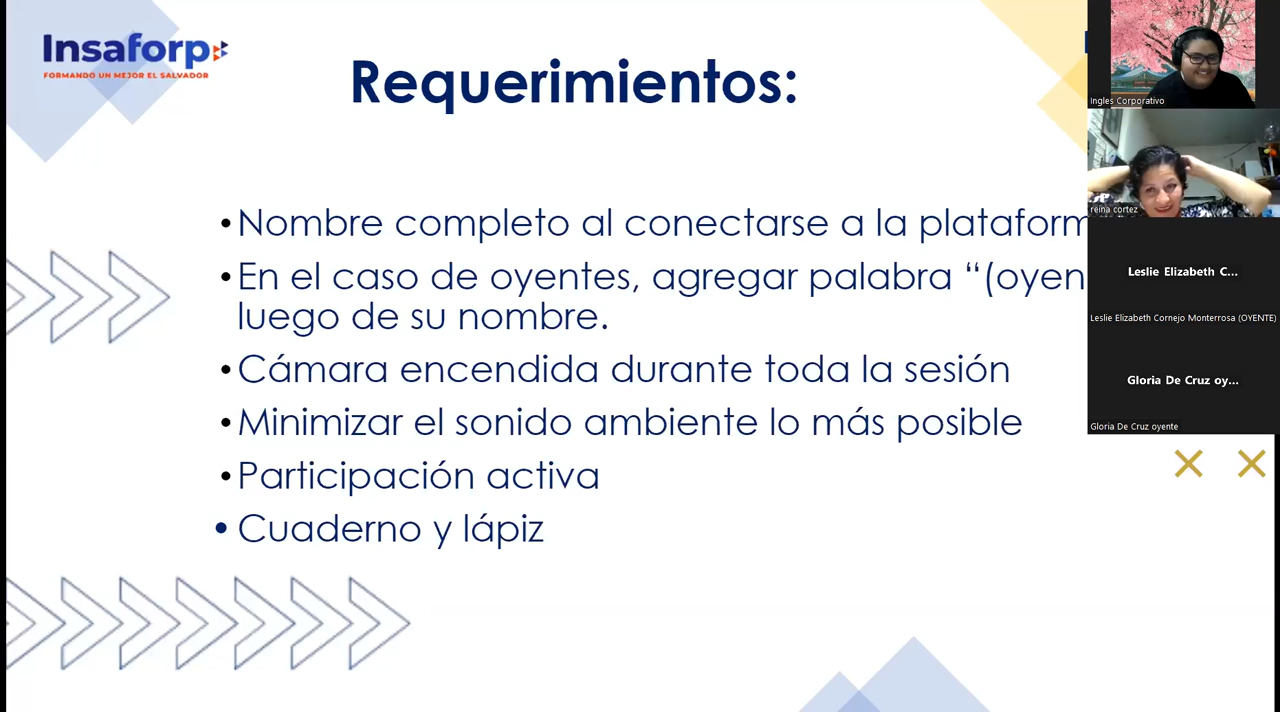 Insaforp
FORMANDO UN MEJOR EL SALVADOR
Requerimientos:
•Nombre completo al conectarse a la plataform
•En el caso de oyentes, agregar palabra “(oyen
luego de su nombre.
•Cámara encendida durante toda la sesión
•Minimizar el sonido ambiente lo más posible
•Participación activa
•Cuaderno y lápiz
Ingles Corporativo
reina cortez
Leslie Elizabeth C...
Leslie Elizabeth Cornejo Monterrosa (OYENTE)
Gloria De Cruz oy...
Gloria De Cruz oyente